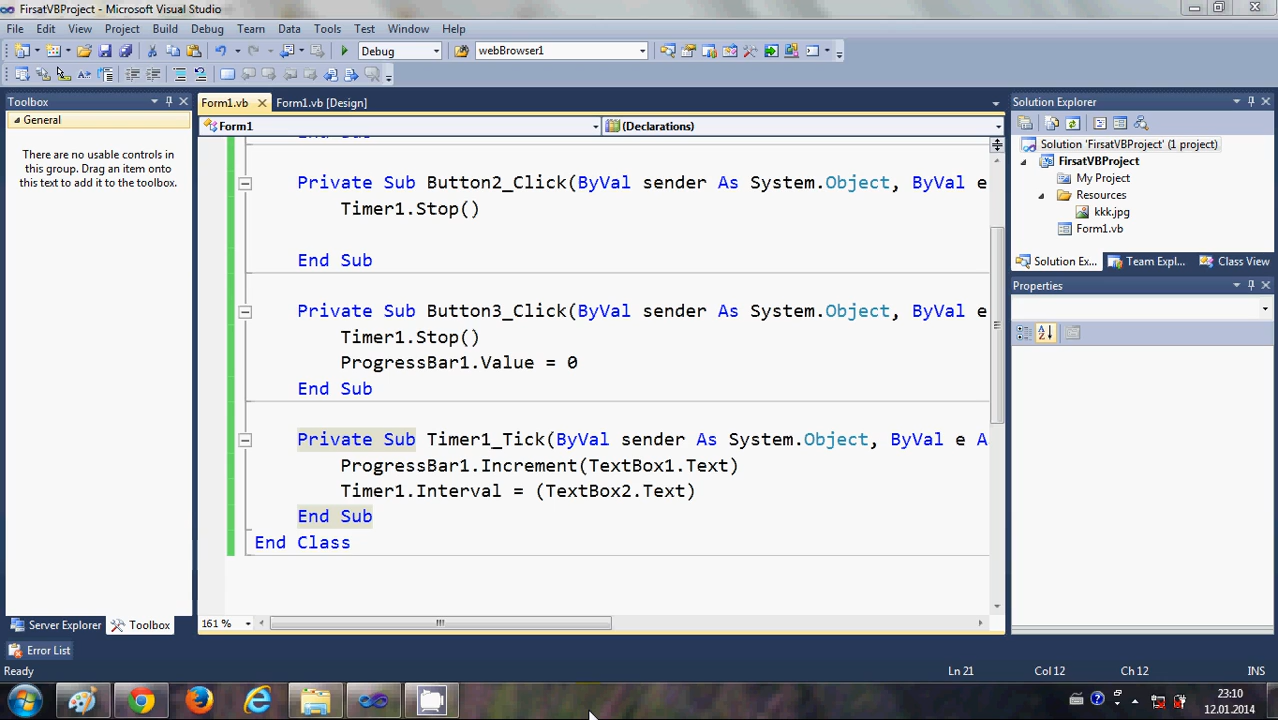 FirsatVBProject - Microsoft Visual Studio
File Edit View Project Build Debug Team Data Tools Test Window Help
Debug webBrowser1
Toolbox
General
There are no usable controls in
this group. Drag an item onto
this text to add it to the toolbox.
Server Explorer Toolbox
Form1.vb Form1.vb [Design]
Form1 (Declarations)
Private Sub Button2_Click(ByVal sender As System.Object, ByVal e
Timer1.Stop()
End Sub
Private Sub Button3_Click(ByVal sender As System.Object, ByVal e
Timer1.Stop()
ProgressBar1.Value = 0
End Sub
Private Sub Timer1_Tick(ByVal sender As System.Object, ByVal e A
ProgressBar1.Increment(TextBox1.Text)
Timer1.Interval = (TextBox2.Text)
End Sub
End Class
161 %
Solution Explorer
Solution 'FirsatVBProject' (1 project)
FirsatVBProject
My Project
Resources
kkk.jpg
Form1.vb
Solution Ex... Team Expl... Class View
Properties
Error List
Ready Ln 21 Col 12 Ch 12 INS
23:10
12.01.2014